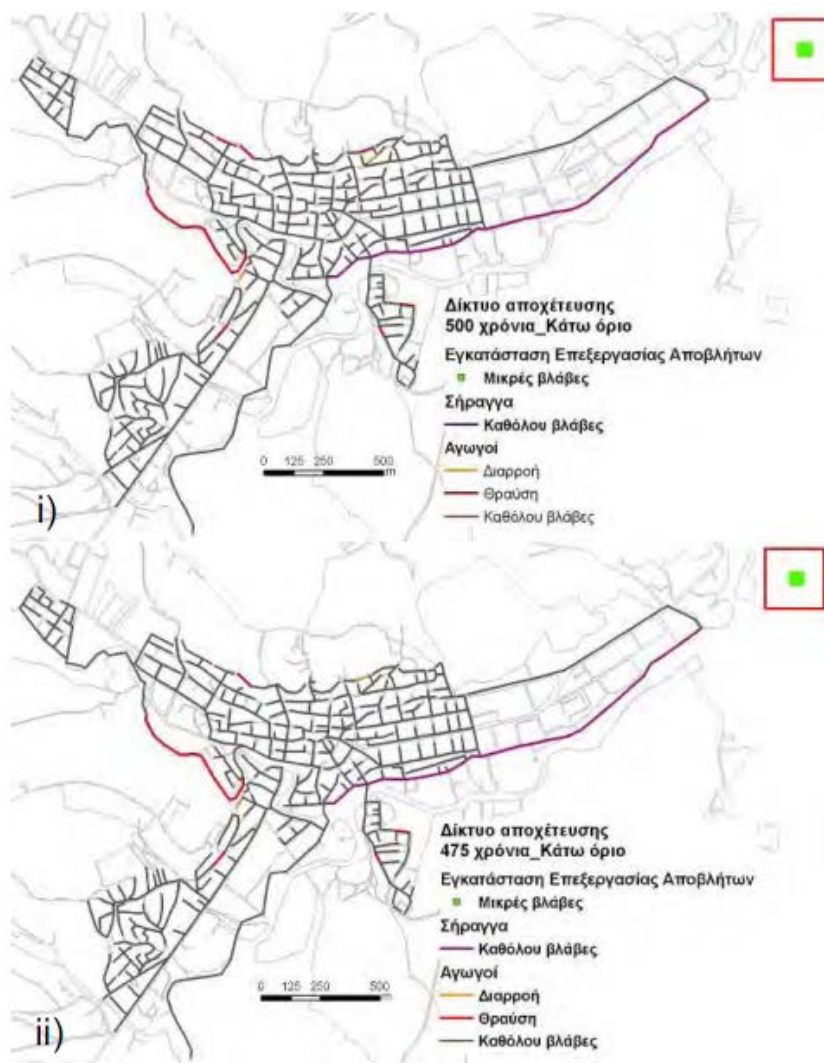 Δίκτυο αποχέτευσης
500 χρόνια_Κάτω όριο
Εγκατάσταση Επεξεργασίας Αποβλήτων
Μικρές βλάβες
Σήραγγα
Καθόλου βλάβες
Αγωγοί
Διαρροή
Θραύση
Καθόλου βλάβες
0 125 250 500
m
i)
Δίκτυο αποχέτευσης
475 χρόνια_Κάτω όριο
Εγκατάσταση Επεξεργασίας Αποβλήτων
Μικρές βλάβες
Σήραγγα
Καθόλου βλάβες
Αγωγοί
Διαρροή
Θραύση
Καθόλου βλάβες
0 125 250 500
m
ii)